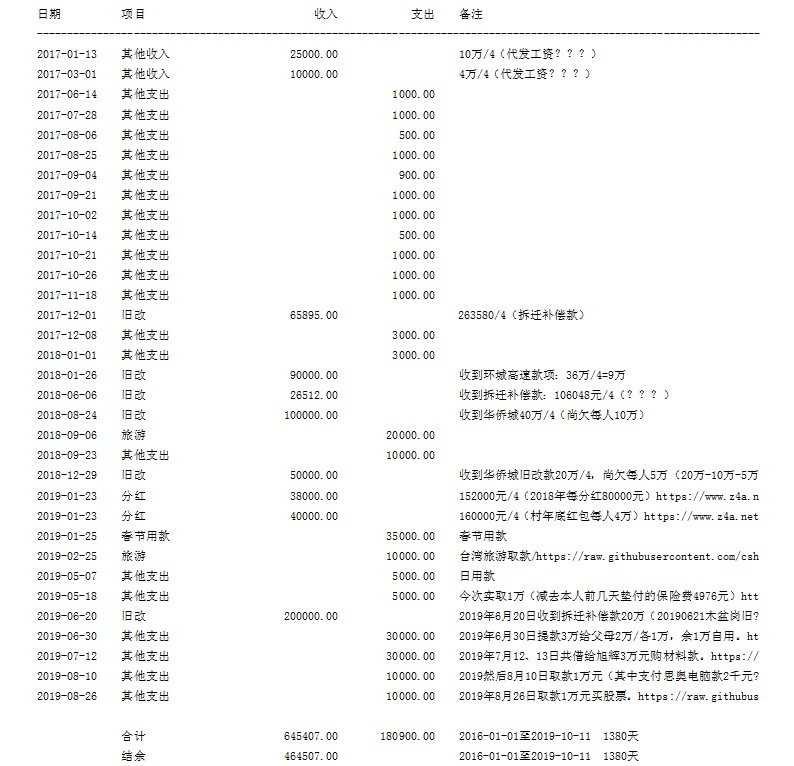 日期 项目 收入 支出 备注
--------------------------------------------------------------------------------
2017-01-13 其他收入 25000.00 10万/4（代发工资？？？）
2017-03-01 其他收入 10000.00 4万/4（代发工资？？？）
2017-06-14 其他支出 1000.00
2017-07-28 其他支出 1000.00
2017-08-06 其他支出 500.00
2017-08-25 其他支出 1000.00
2017-09-04 其他支出 900.00
2017-09-21 其他支出 1000.00
2017-10-02 其他支出 1000.00
2017-10-14 其他支出 500.00
2017-10-21 其他支出 1000.00
2017-10-26 其他支出 1000.00
2017-11-18 其他支出 1000.00
2017-12-01 旧改 65895.00 263580/4（拆迁补偿款）
2017-12-08 其他支出 3000.00
2018-01-01 其他支出 3000.00
2018-01-26 旧改 90000.00 收到环城高速款项：36万/4=9万
2018-06-06 旧改 26512.00 收到拆迁补偿款：106048元/4（？？？）
2018-08-24 旧改 100000.00 收到华侨城40万/4（尚欠每人10万）
2018-09-06 旅游 20000.00
2018-09-23 其他支出 10000.00
2018-12-29 旧改 50000.00 收到华侨城旧改款20万/4，尚欠每人5万（20万-10万-5万
2019-01-23 分红 38000.00 152000元/4（2018年每分红80000元）https://www.z4a.n
2019-01-23 分红 40000.00 160000元/4（村年底红包每人4万）https://www.z4a.net
2019-01-25 春节用款 35000.00 春节用款
2019-02-25 旅游 10000.00 台湾旅游取款/https://raw.githubusercontent.com/csh
2019-05-07 其他支出 5000.00 日用款
2019-05-18 其他支出 5000.00 今次实取1万（减去本人前几天垫付的保险费4976元）htt
2019-06-20 旧改 200000.00 2019年6月20日收到拆迁补偿款20万（20190621木盆岗旧?
2019-06-30 其他支出 30000.00 2019年6月30日提款3万给父母2万/各1万，余1万自用。ht
2019-07-12 其他支出 30000.00 2019年7月12、13日共借给旭辉3万元购材料款。https://
2019-08-10 其他支出 10000.00 2019然后8月10日取款1万元（其中支付恩奥电脑款2千元?
2019-08-26 其他支出 10000.00 2019年8月26日取款1万元买股票。https://raw.githubus
合计 645407.00 180900.00 2016-01-01至2019-10-11 1380天
结余 464507.00 2016-01-01至2019-10-11 1380天